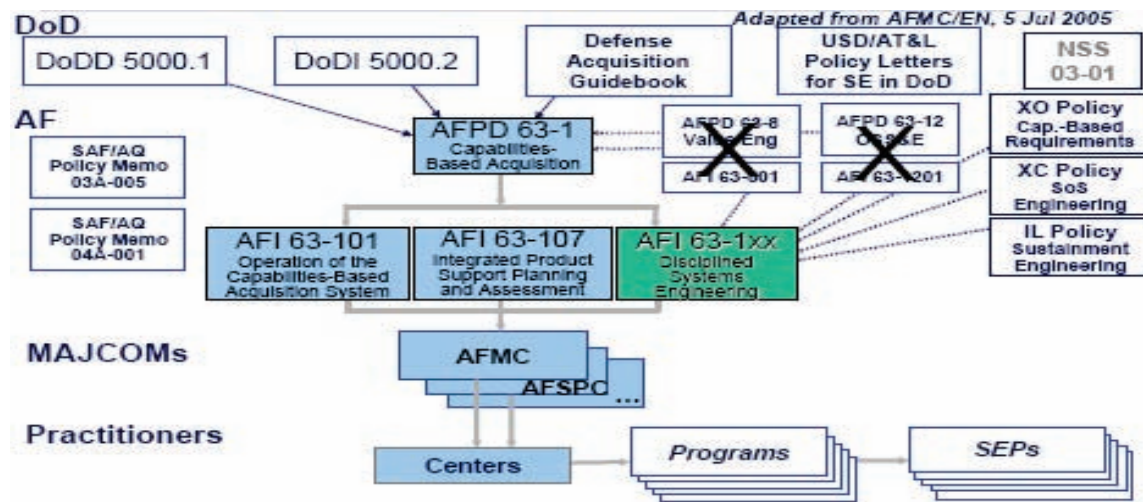 DoD
Adapted from AFMC/EN, 5 Jul 2005
DoDD 5000.1
DoDI 5000.2
Defense
Acquisition
Guidebook
USD/AT&L
Policy Letters
for SE in DoD
NSS
03-01
AF
SAF/AQ
Policy Memo
03A-005
SAF/AQ
Policy Memo
04A-001
AFPD 63-1
Capabilities-
Based Acquisition
AFPD
Eng
AFI
AFPD 63-12
AFI
XO Policy
Cap.-Based
Requirements
XC Policy
SoS
Engineering
IL Policy
Sustainment
Engineering
AFI 63-101
Operation of the
Capabilities-Based
Acquisition System
AFI 63-107
Integrated Product
Support Planning
and Assessment
AFI 63-1xx
Disciplined
Systems
Engineering
MAJCOMs
AFMC
AFSPC
...
Practitioners
Centers
Programs
SEPs